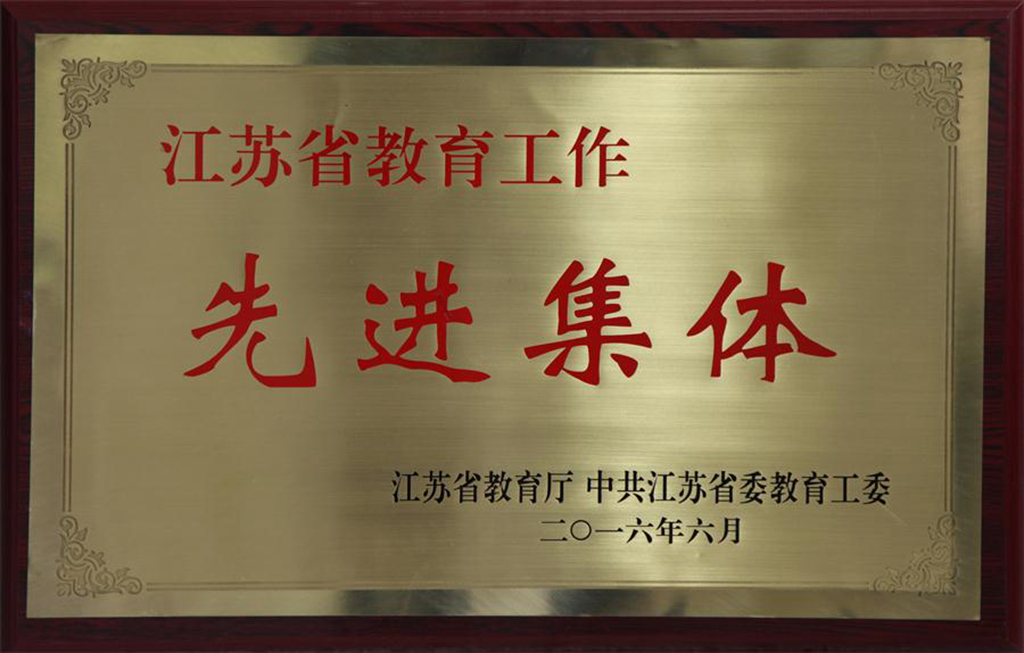 江苏省教育工作
先进集体
江苏省教育厅 中共江苏省委教育工委
二〇一六年六月